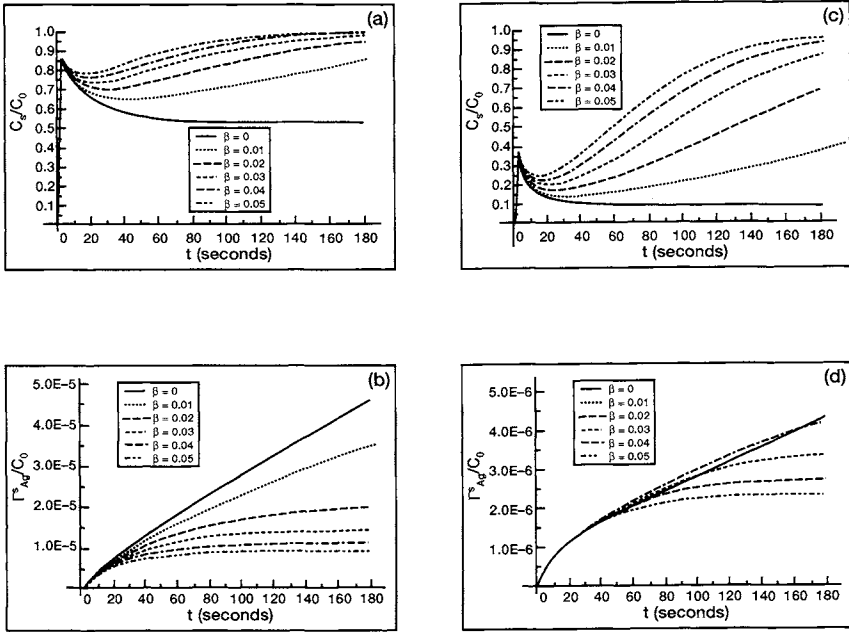 (a)
1.0
0.9
0.8
0.7
0.6
0.5
0.4
0.3
0.2
0.1
C_s/C_0
β = 0
β = 0.01
β = 0.02
β = 0.03
β = 0.04
β = 0.05
0 20 40 60 80 100 120 140 160 180
t (seconds)
(c)
1.0
0.9
0.8
0.7
0.6
0.5
0.4
0.3
0.2
0.1
C_s/C_0
β = 0
β = 0.01
β = 0.02
β = 0.03
β = 0.04
β = 0.05
0 20 40 60 80 100 120 140 160 180
t (seconds)
(b)
5.0E-5
4.0E-5
3.0E-5
2.0E-5
1.0E-5
Γ^s_Ag/C_0
β = 0
β = 0.01
β = 0.02
β = 0.03
β = 0.04
β = 0.05
0 20 40 60 80 100 120 140 160 180
t (seconds)
(d)
5.0E-6
4.0E-6
3.0E-6
2.0E-6
1.0E-6
Γ^s_Ag/C_0
β = 0
β = 0.01
β = 0.02
β = 0.03
β = 0.04
β = 0.05
0 20 40 60 80 100 120 140 160 180
t (seconds)